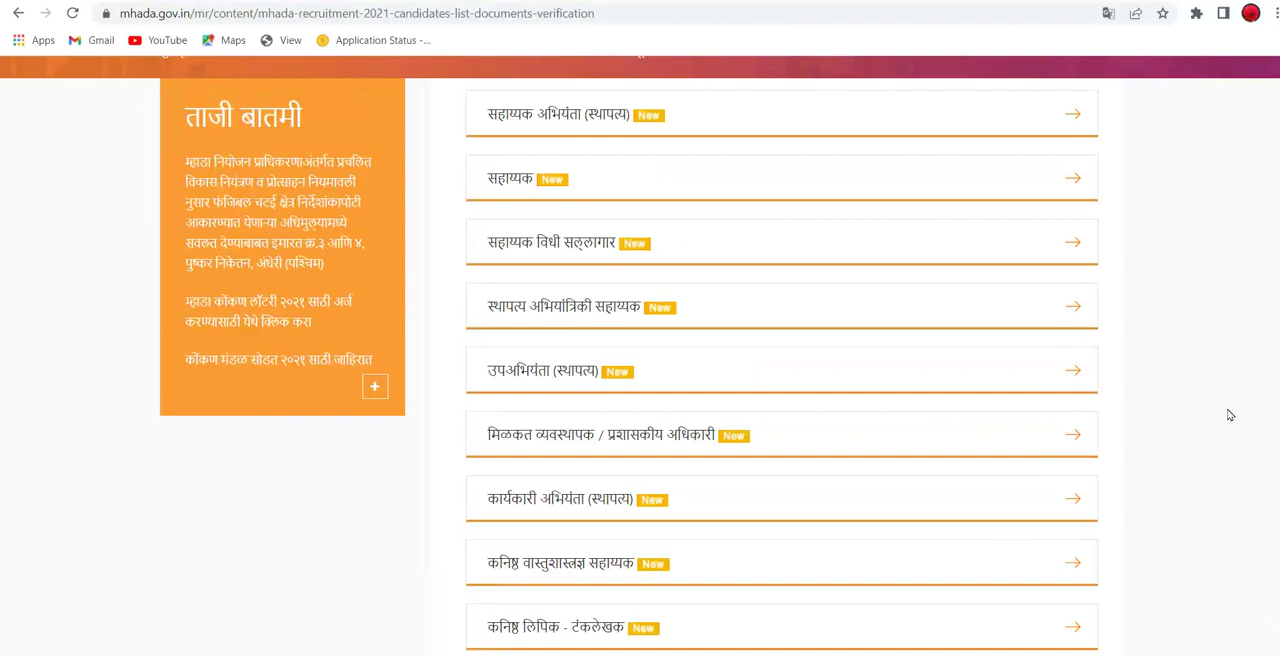 mhada.gov.in/mr/content/mhada-recruitment-2021-candidates-list-documents-verification
Apps Gmail YouTube Maps View Application Status -...
ताजी बातमी
म्हाडा नियोजन प्राधिकरणाअंतर्गत प्रचलित
विकास नियंत्रण व प्रोत्साहन नियमावली
नुसार फंजिबल चटई क्षेत्र निर्देशांकापोटी
आकारण्यात येणाऱ्या अधिमुल्यामध्ये
सवलत देण्याबाबत इमारत क्र.३ आणि ४,
पुष्कर निकेतन, अंधेरी (पश्चिम)
म्हाडा कोंकण लॉटरी २०२१ साठी अर्ज
करण्यासाठी येथे क्लिक करा
कोंकण मंडळ सोडत २०२१ साठी जाहिरात
+
सहाय्यक अभियंता (स्थापत्य) New
सहाय्यक New
सहाय्यक विधी सल्लागार New
स्थापत्य अभियांत्रिकी सहाय्यक New
उपअभियंता (स्थापत्य) New
मिळकत व्यवस्थापक / प्रशासकीय अधिकारी New
कार्यकारी अभियंता (स्थापत्य) New
कनिष्ठ वास्तुशास्त्रज्ञ सहाय्यक New
कनिष्ठ लिपिक - टंकलेखक New